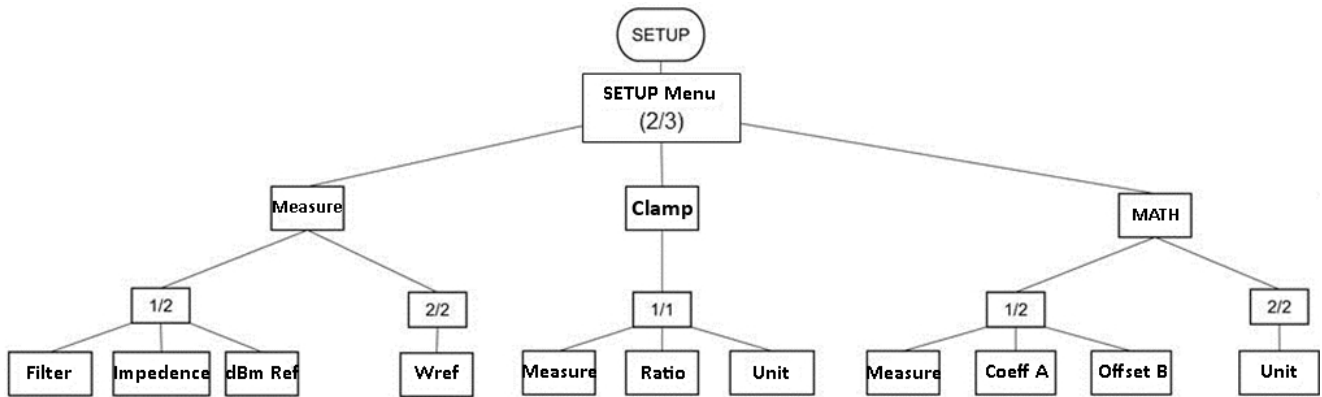 SETUP
SETUP Menu
(2/3)
Measure
Clamp
MATH
1/2
2/2
1/1
1/2
2/2
Filter
Impedence
dBm Ref
Wref
Measure
Ratio
Unit
Measure
Coeff A
Offset B
Unit